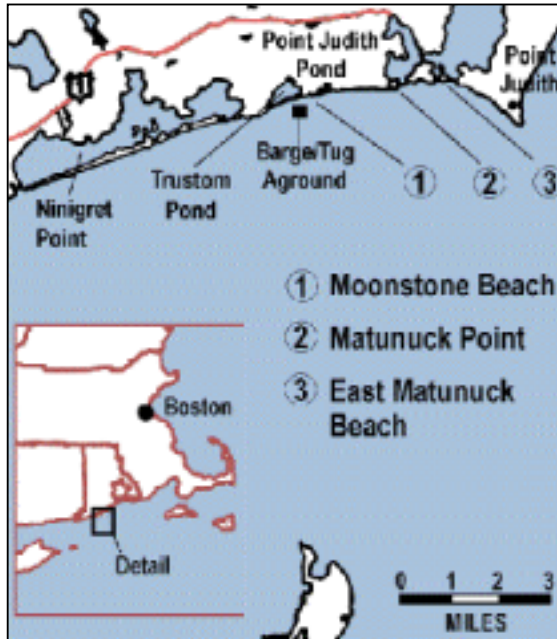 Point Judith
Pond
Point
Judith
1
Barge/Tug
Aground
Trustom
Pond
Ninigret
Point
1
2
3
1 Moonstone Beach
2 Matunuck Point
3 East Matunuck
Beach
Boston
Detail
0 1 2 3
MILES